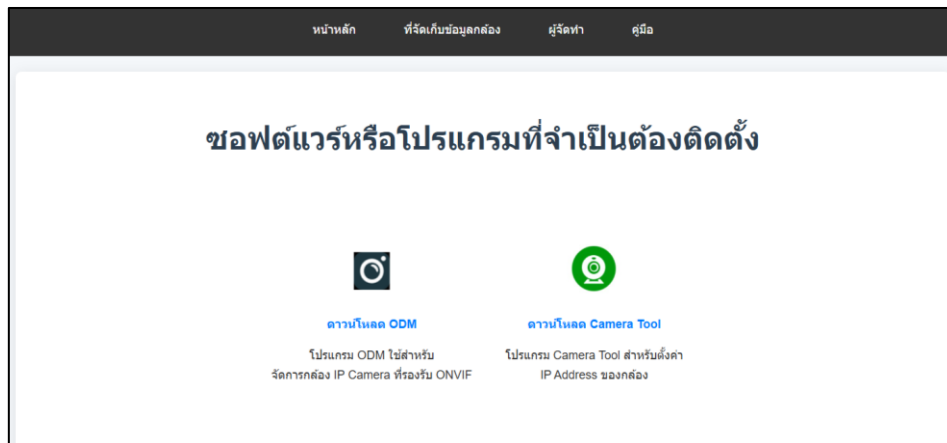 หน้าหลัก ที่จัดเก็บข้อมูลกล้อง ผู้จัดทำ คู่มือ
ซอฟต์แวร์หรือโปรแกรมที่จำเป็นต้องติดตั้ง
ดาวน์โหลด ODM ดาวน์โหลด Camera Tool
โปรแกรม ODM ใช้สำหรับ โปรแกรม Camera Tool สำหรับตั้งค่า
จัดการกล้อง IP Camera ที่รองรับ ONVIF IP Address ของกล้อง